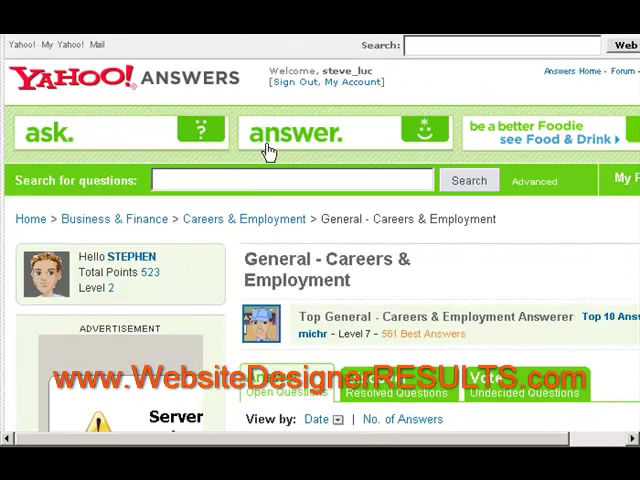 Yahoo! My Yahoo! Mail Search: Web
YAHOO! ANSWERS
Welcome, steve_luc
[Sign Out, My Account]
Answers Home - Forum -
ask. ? answer.
be a better Foodie
see Food & Drink
Search for questions: Search Advanced My
Home > Business & Finance > Careers & Employment > General - Careers & Employment
Hello STEPHEN
Total Points 523
Level 2
General - Careers &
Employment
Top General - Careers & Employment Answerer Top 10
michr - Level 7 - 561 Best Answers
ADVERTISEMENT
www.WebsiteDesignerRESULTS.com
Vote
Open Questions Resolved Questions Undecided Questions
Server
View by: Date | No. of Answers